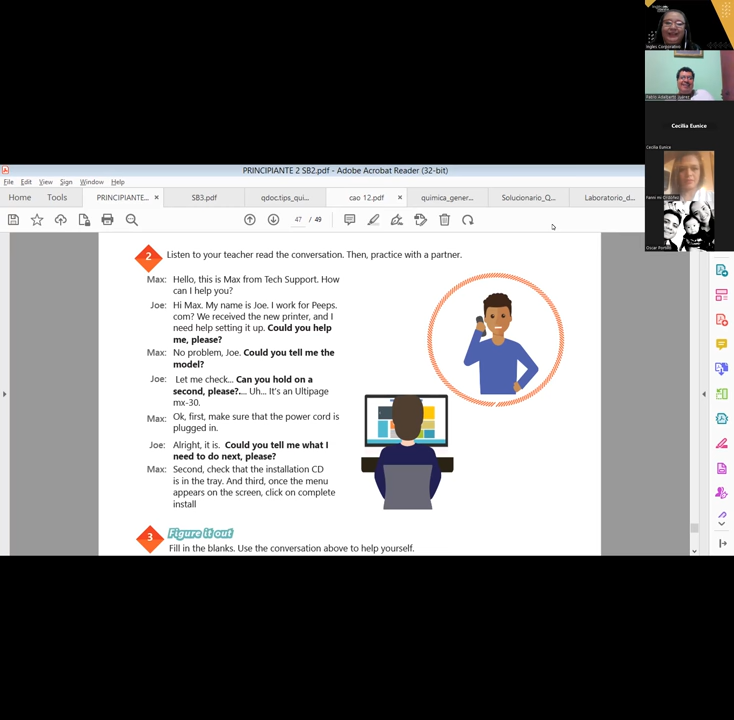 Ingles Corporativo
Pablo Adalberto Juarez
Cecilia Eunice
Cecilia Eunice
Oscar Portillo
PRINCIPIANTE 2 SB2.pdf - Adobe Acrobat Reader (32-bit)
File Edit View Sign Window Help
Home Tools PRINCIPIANTE... × SB3.pdf qdoc.tips_qui... cao 12.pdf × quimica_gener... Solucionario_Q... Laboratorio_d...
47 / 49
2 Listen to your teacher read the conversation. Then, practice with a partner.
Max: Hello, this is Max from Tech Support. How
can I help you?
Joe: Hi Max. My name is Joe. I work for Peeps.
com? We received the new printer, and I
need help setting it up. Could you help
me, please?
Max: No problem, Joe. Could you tell me the
model?
Joe: Let me check... Can you hold on a
second, please?.... Uh... It's an Ultipage
mx-30.
Max: Ok, first, make sure that the power cord is
plugged in.
Joe: Alright, it is. Could you tell me what I
need to do next, please?
Max: Second, check that the installation CD
is in the tray. And third, once the menu
appears on the screen, click on complete
install
3 Figure it out
Fill in the blanks. Use the conversation above to help yourself.